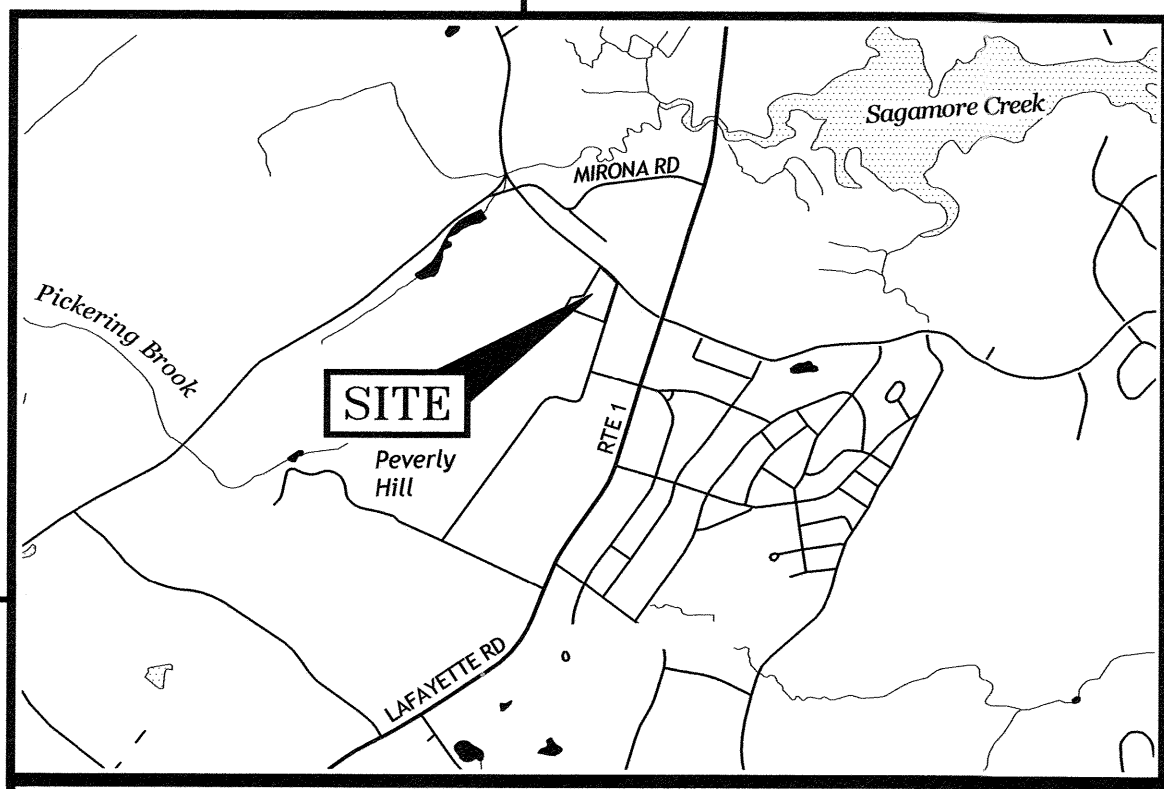 Sagamore Creek
MIRONA RD
Pickering Brook
SITE
RTE 1
Peverly
Hill
LAFAYETTE RD